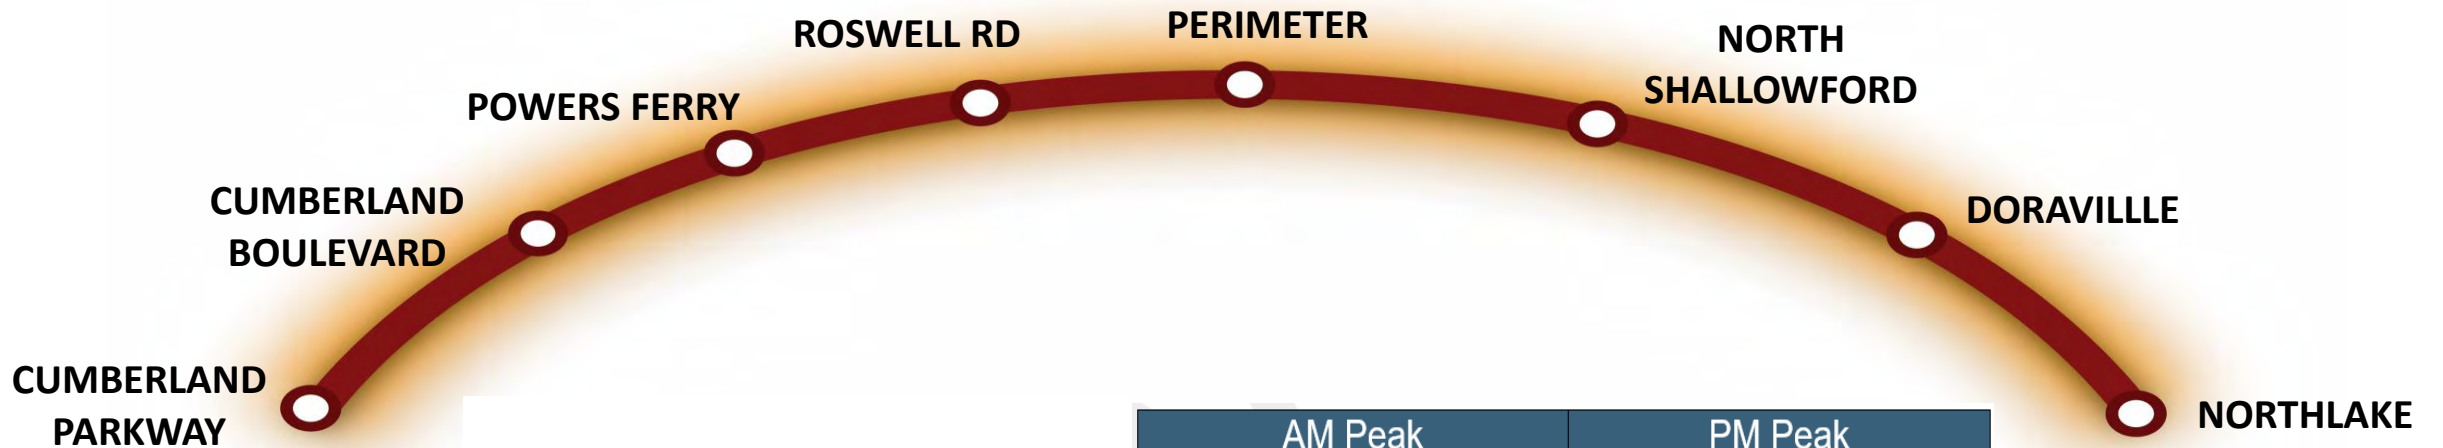 ROSWELL RD
PERIMETER
NORTH
SHALLOWFORD
POWERS FERRY
CUMBERLAND
BOULEVARD
DORAVILLLE
CUMBERLAND
PARKWAY
NORTHLAKE
AM Peak
PM Peak